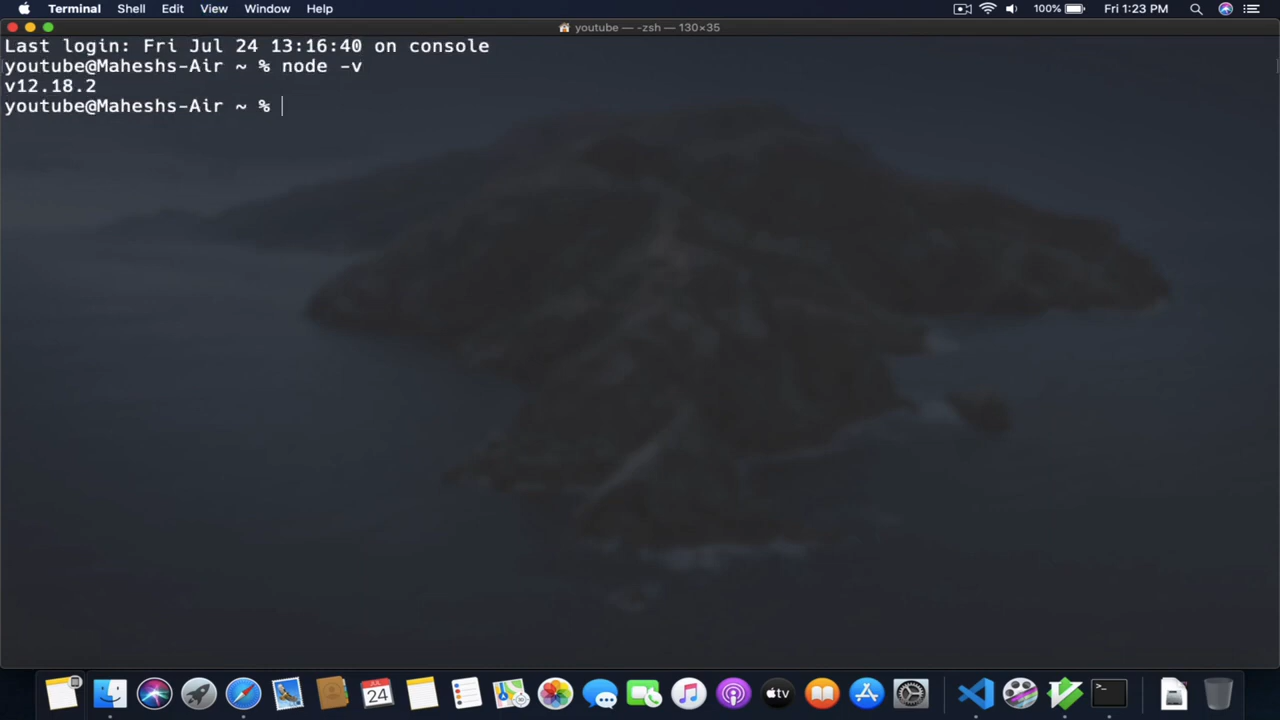 Terminal Shell Edit View Window Help 100% Fri 1:23 PM
youtube — -zsh — 130×35
Last login: Fri Jul 24 13:16:40 on console
youtube@Maheshs-Air ~ % node -v
v12.18.2
youtube@Maheshs-Air ~ %
JUL
24
tv